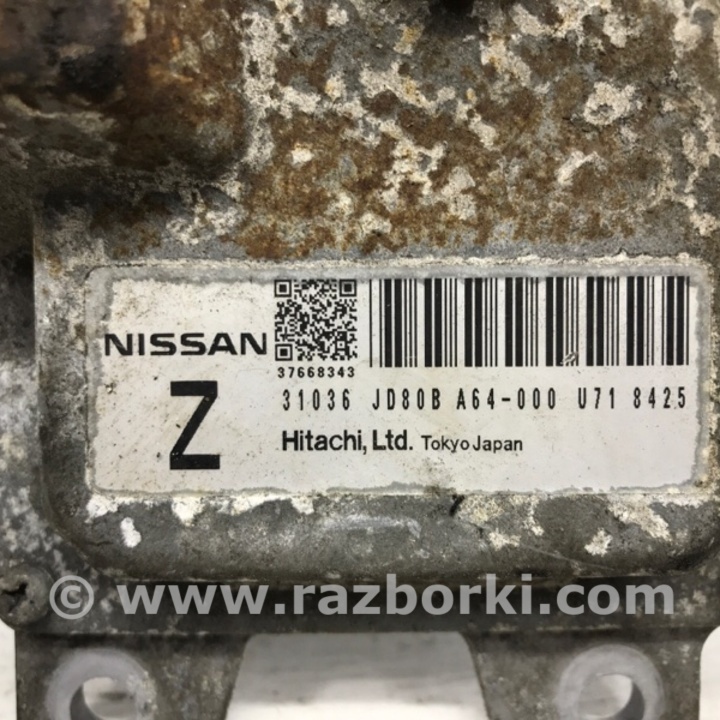 NISSAN
37668343
Z
31036 JD80B A64-000 U71 8425
Hitachi, Ltd. Tokyo Japan
© www.razborki.com